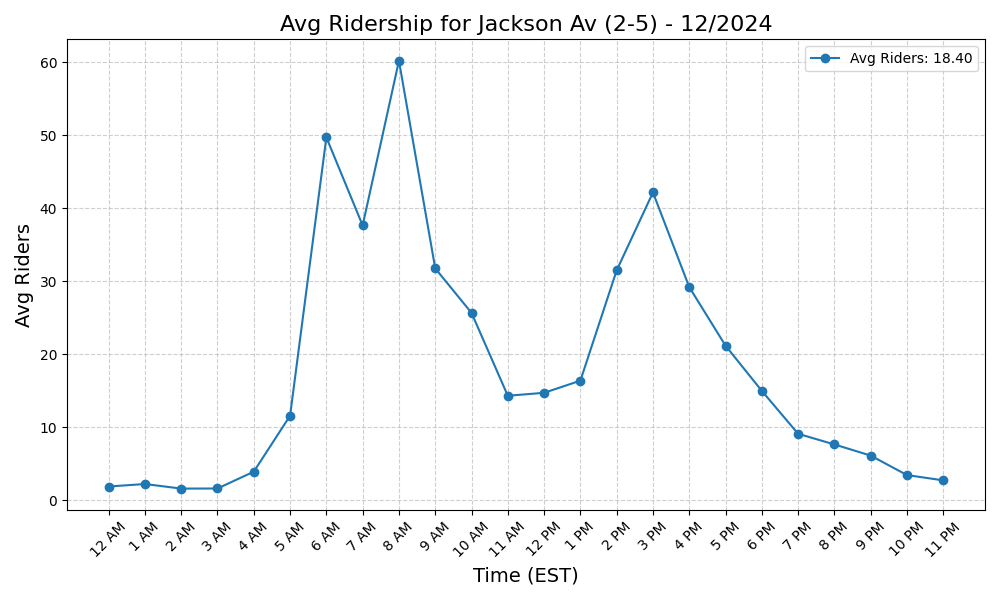 Avg Ridership for Jackson Av (2-5) - 12/2024
Avg Riders: 18.40
Avg Riders
60
50
40
30
20
10
0
12 AM
1 AM
2 AM
3 AM
4 AM
5 AM
6 AM
7 AM
8 AM
9 AM
10 AM
11 AM
12 PM
1 PM
2 PM
3 PM
4 PM
5 PM
6 PM
7 PM
8 PM
9 PM
10 PM
11 PM
Time (EST)